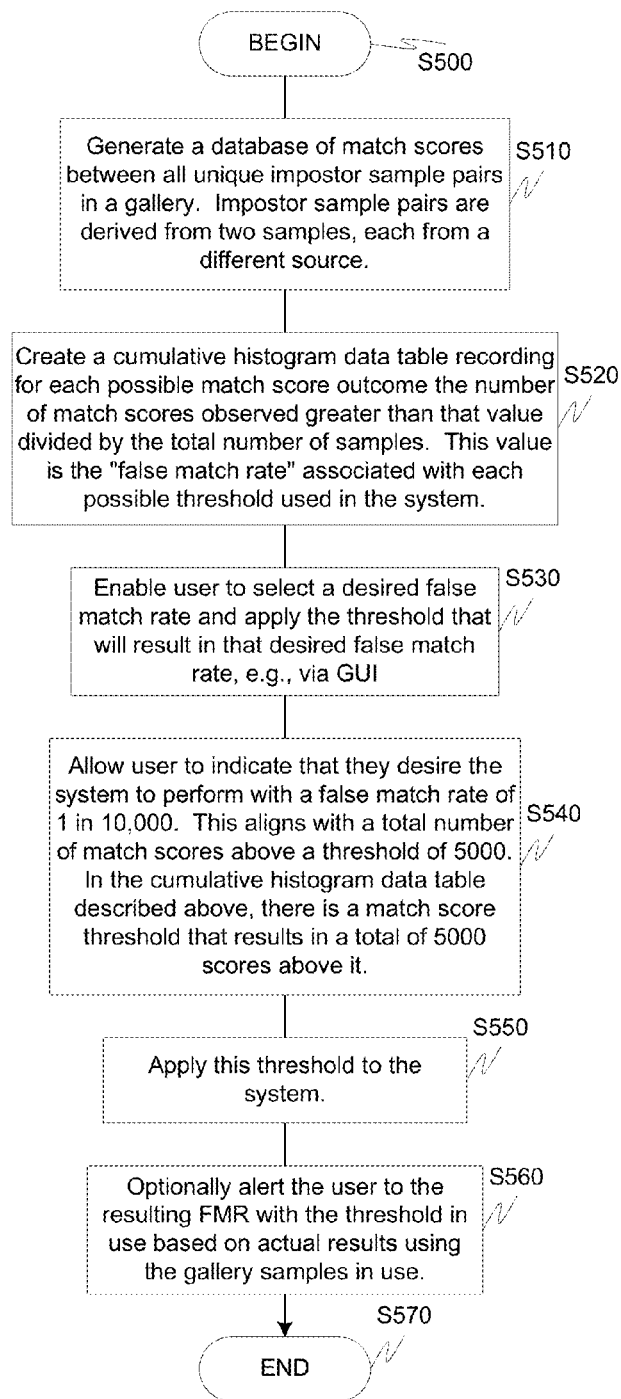 BEGIN
S500
Generate a database of match scores
between all unique impostor sample pairs
in a gallery. Impostor sample pairs are
derived from two samples, each from a
different source.
S510
Create a cumulative histogram data table recording
for each possible match score outcome the number
of match scores observed greater than that value
divided by the total number of samples. This value
is the "false match rate" associated with each
possible threshold used in the system.
S520
Enable user to select a desired false
match rate and apply the threshold that
will result in that desired false match
rate, e.g., via GUI
S530
Allow user to indicate that they desire the
system to perform with a false match rate of
1 in 10,000. This aligns with a total number
of match scores above a threshold of 5000.
In the cumulative histogram data table
described above, there is a match score
threshold that results in a total of 5000
scores above it.
S540
Apply this threshold to the
system.
S550
Optionally alert the user to the
resulting FMR with the threshold in
use based on actual results using
the gallery samples in use.
S560
END
S570